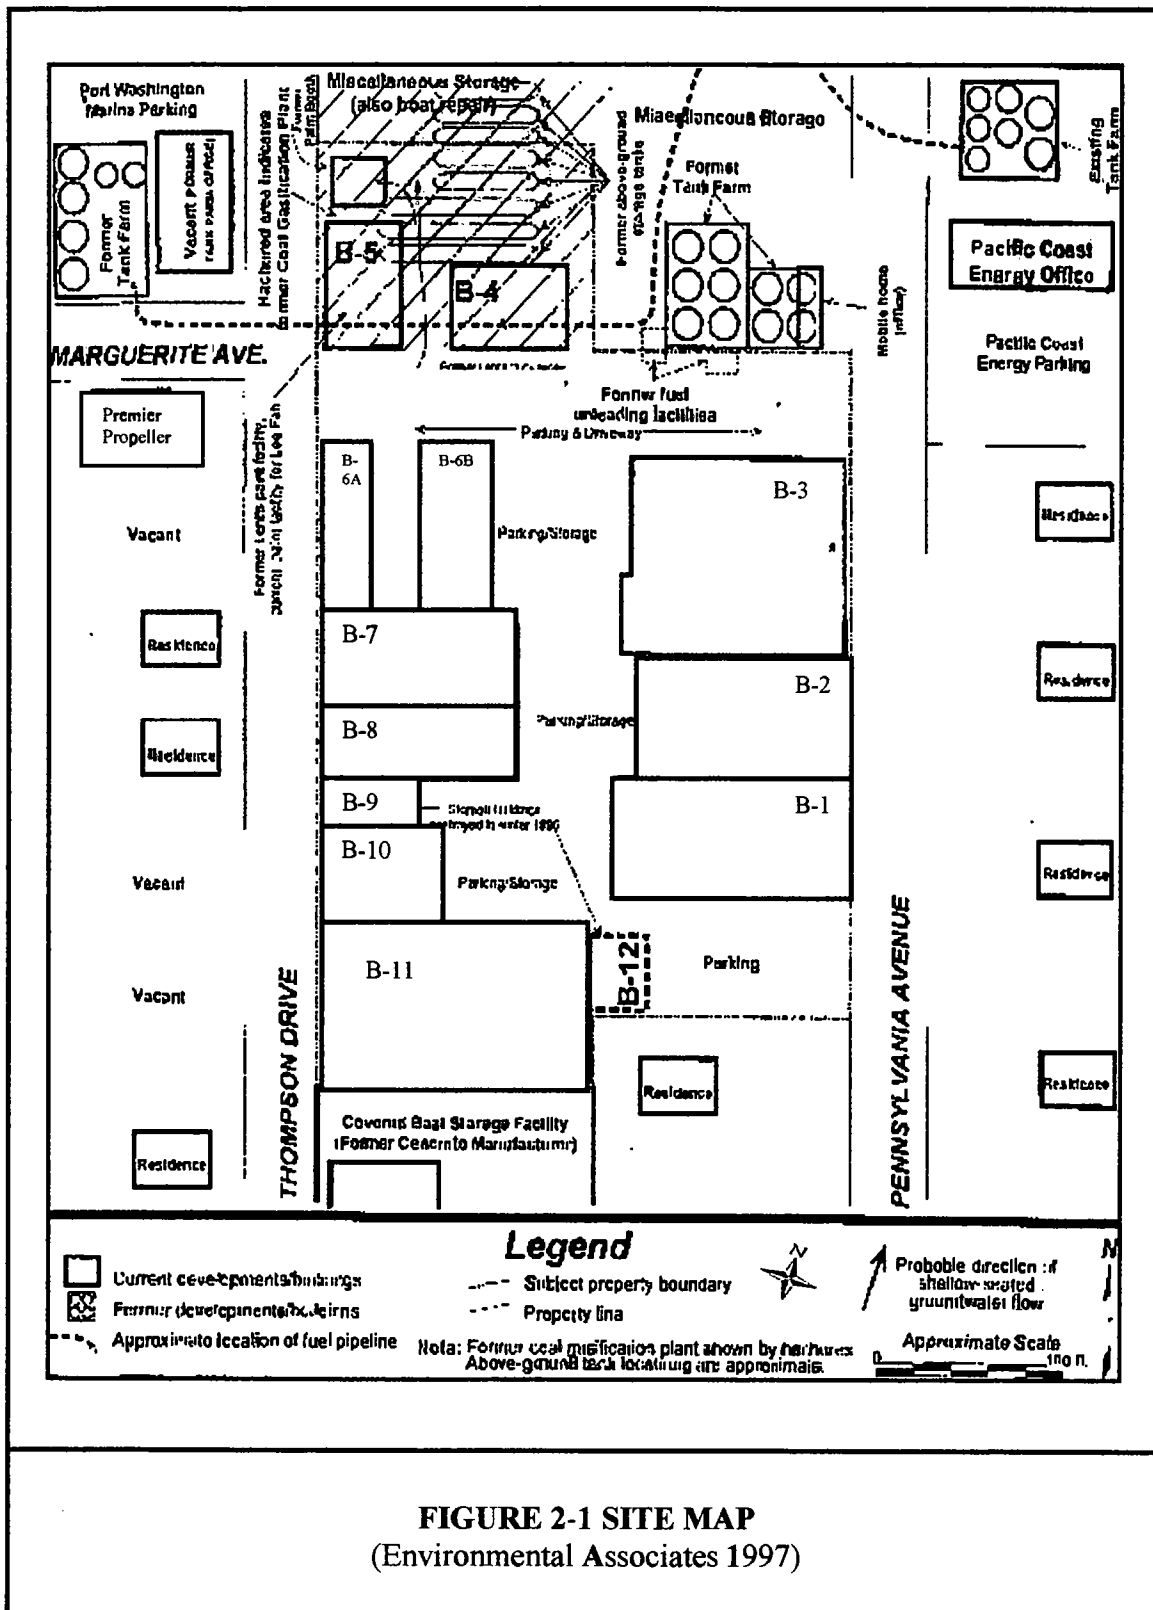 Port Washington
Marina Parking
Former
Tank Farm
Hachured area indicates
former Coal Gasification Plant
Former
Miscellaneous Storage
(also boat repair)
Former above-ground
storage tanks
Miscellaneous Storage
Former
Tank Farm
Mobile home
Existing
Tank Farm
Pacific Coast
Energy Office
Pacific Coast
Energy Parking
B-5
B-4
MARGUERITE AVE.
Premier
Propeller
Former fuel
unloading facilities
Parking & Driveway
B-
6A
B-6B
B-3
Vacant
Parking/Storage
Residence
B-7
Residence
B-2
Residence
Parking/Storage
B-8
Residence
B-9
B-1
B-10
Vacant
Parking/Storage
Residence
B-11
B-12
Parking
Vacant
THOMPSON DRIVE
PENNSYLVANIA AVENUE
Residence
Residence
Residence
Boat Storage Facility
Legend
Current developments/buildings
Subject property boundary
N
Probable direction of
shallow-seated
groundwater flow
N
Former
Property line
Approximate location of fuel pipeline
Note: Former coal gasification plant shown by hachures
Above-ground tank locations are approximate.
Approximate Scale
0
100 ft.
FIGURE 2-1 SITE MAP
(Environmental Associates 1997)